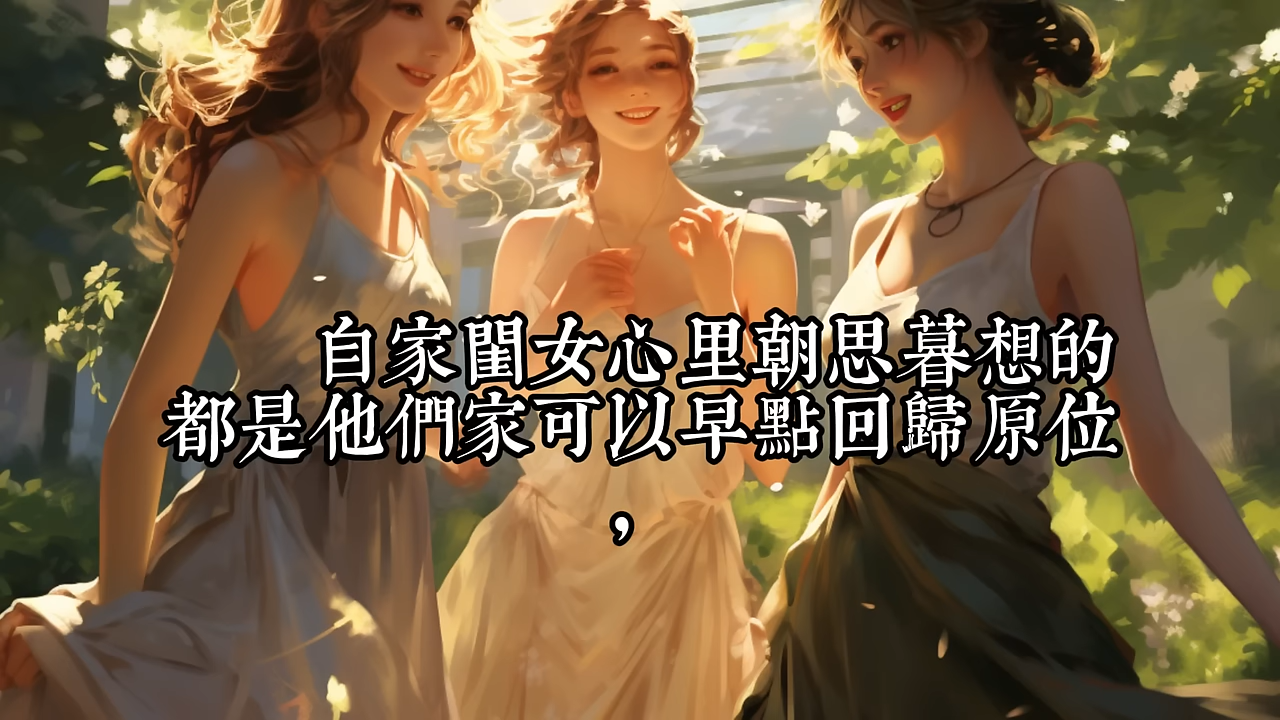 自家閨女心里朝思暮想的
都是他們家可以早點回歸原位
，